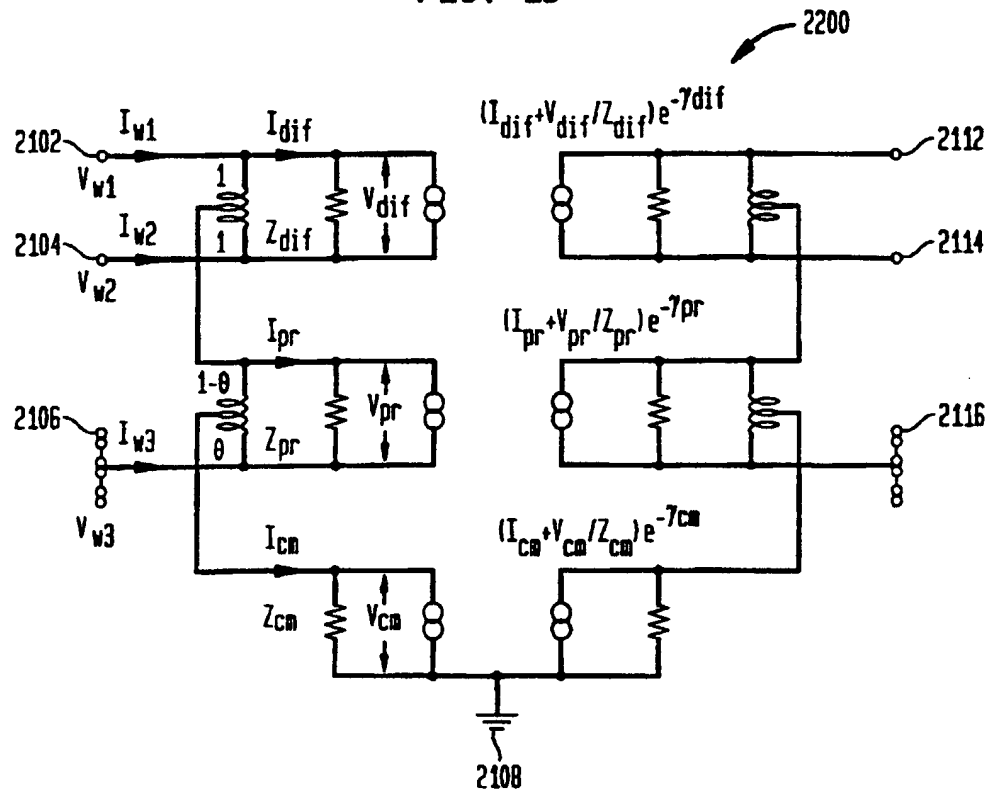 2200
(I_dif+V_dif/Z_dif)e^-γdif
2102
I_w1
I_dif
2112
V_w1
1
V_dif
2104
I_w2
1
Z_dif
2114
V_w2
(I_pr+V_pr/Z_pr)e^-γpr
I_pr
1-θ
V_pr
2106
I_w3
θ
Z_pr
2116
V_w3
(I_cm+V_cm/Z_cm)e^-γcm
I_cm
Z_cm
V_cm
2108